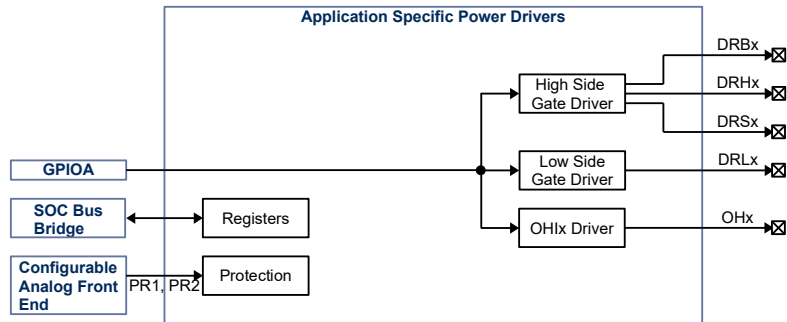 Application Specific Power Drivers
DRBx
High Side
Gate Driver
DRHx
DRSx
GPIOA
Low Side
Gate Driver
DRLx
SOC Bus
Bridge
Registers
OHIx Driver
OHx
Configurable
Analog Front
End
PR1, PR2
Protection